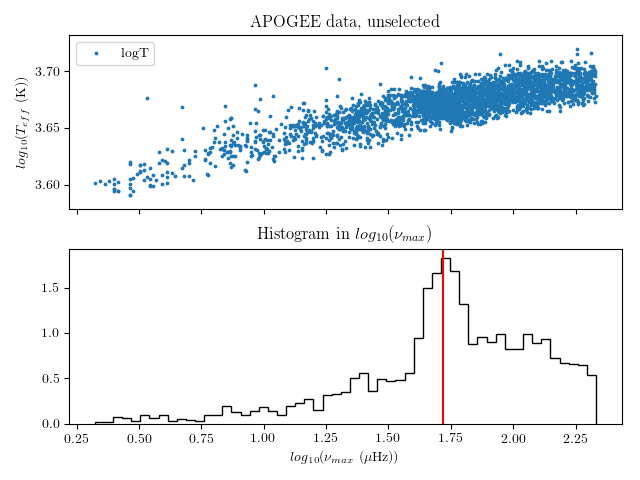 APOGEE data, unselected
logT
log10(Teff (K))
3.70
3.65
3.60
Histogram in log10(νmax)
1.5
1.0
0.5
0.0
0.25 0.50 0.75 1.00 1.25 1.50 1.75 2.00 2.25
log10(νmax (μHz))